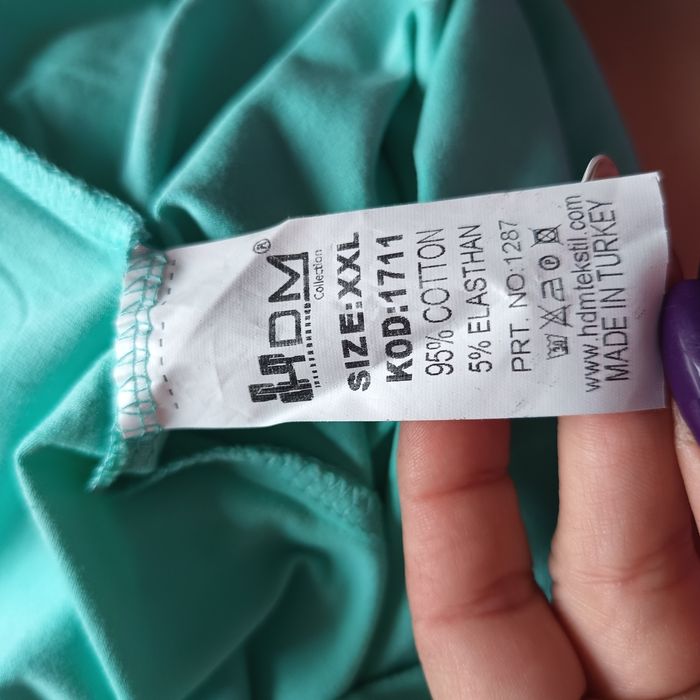 HDM®
Collection
SIZE:XXL
KOD:1711
95% COTTON
5% ELASTHAN
PRT. NO:1287
www.hdmtekstil.com
MADE IN TURKEY